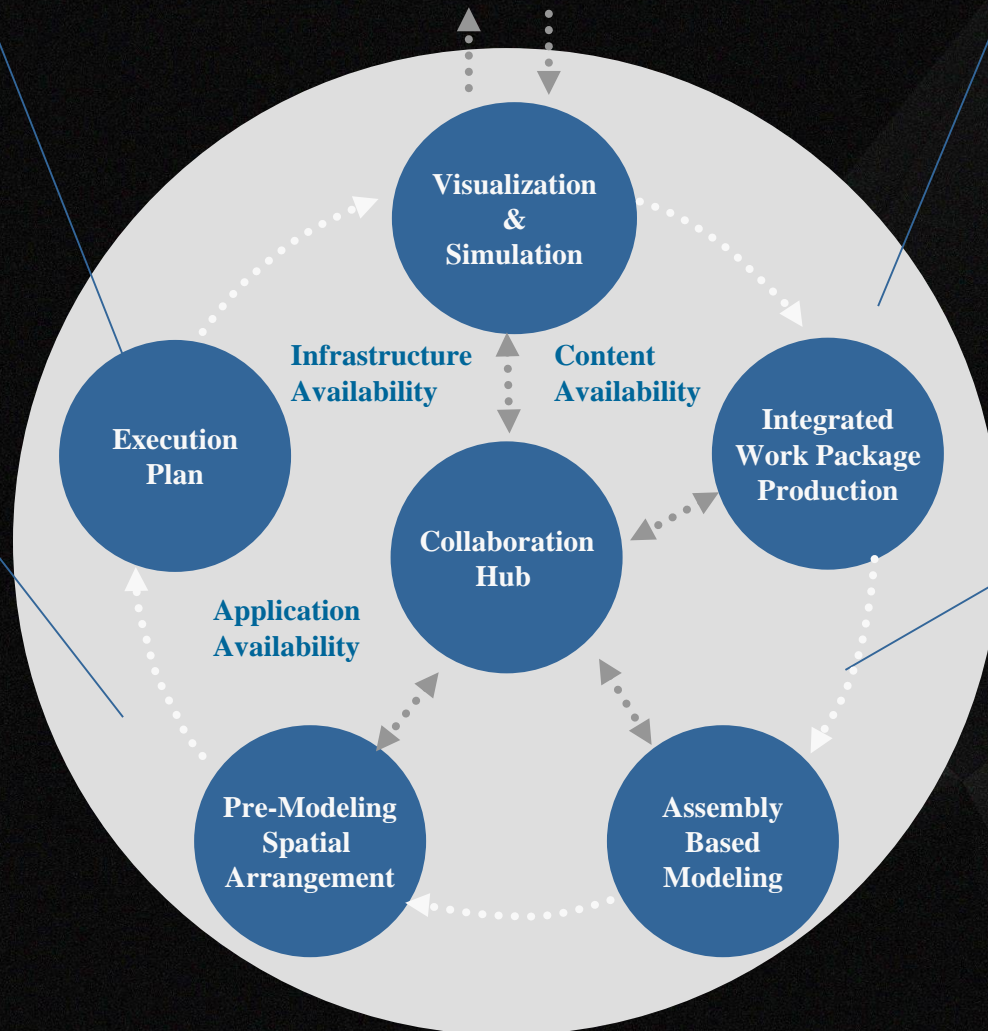 Visualization
&
Simulation
Infrastructure
Availability
Content
Availability
Execution
Plan
Integrated
Work Package
Production
Collaboration
Hub
Application
Availability
Pre-Modeling
Spatial
Arrangement
Assembly
Based
Modeling